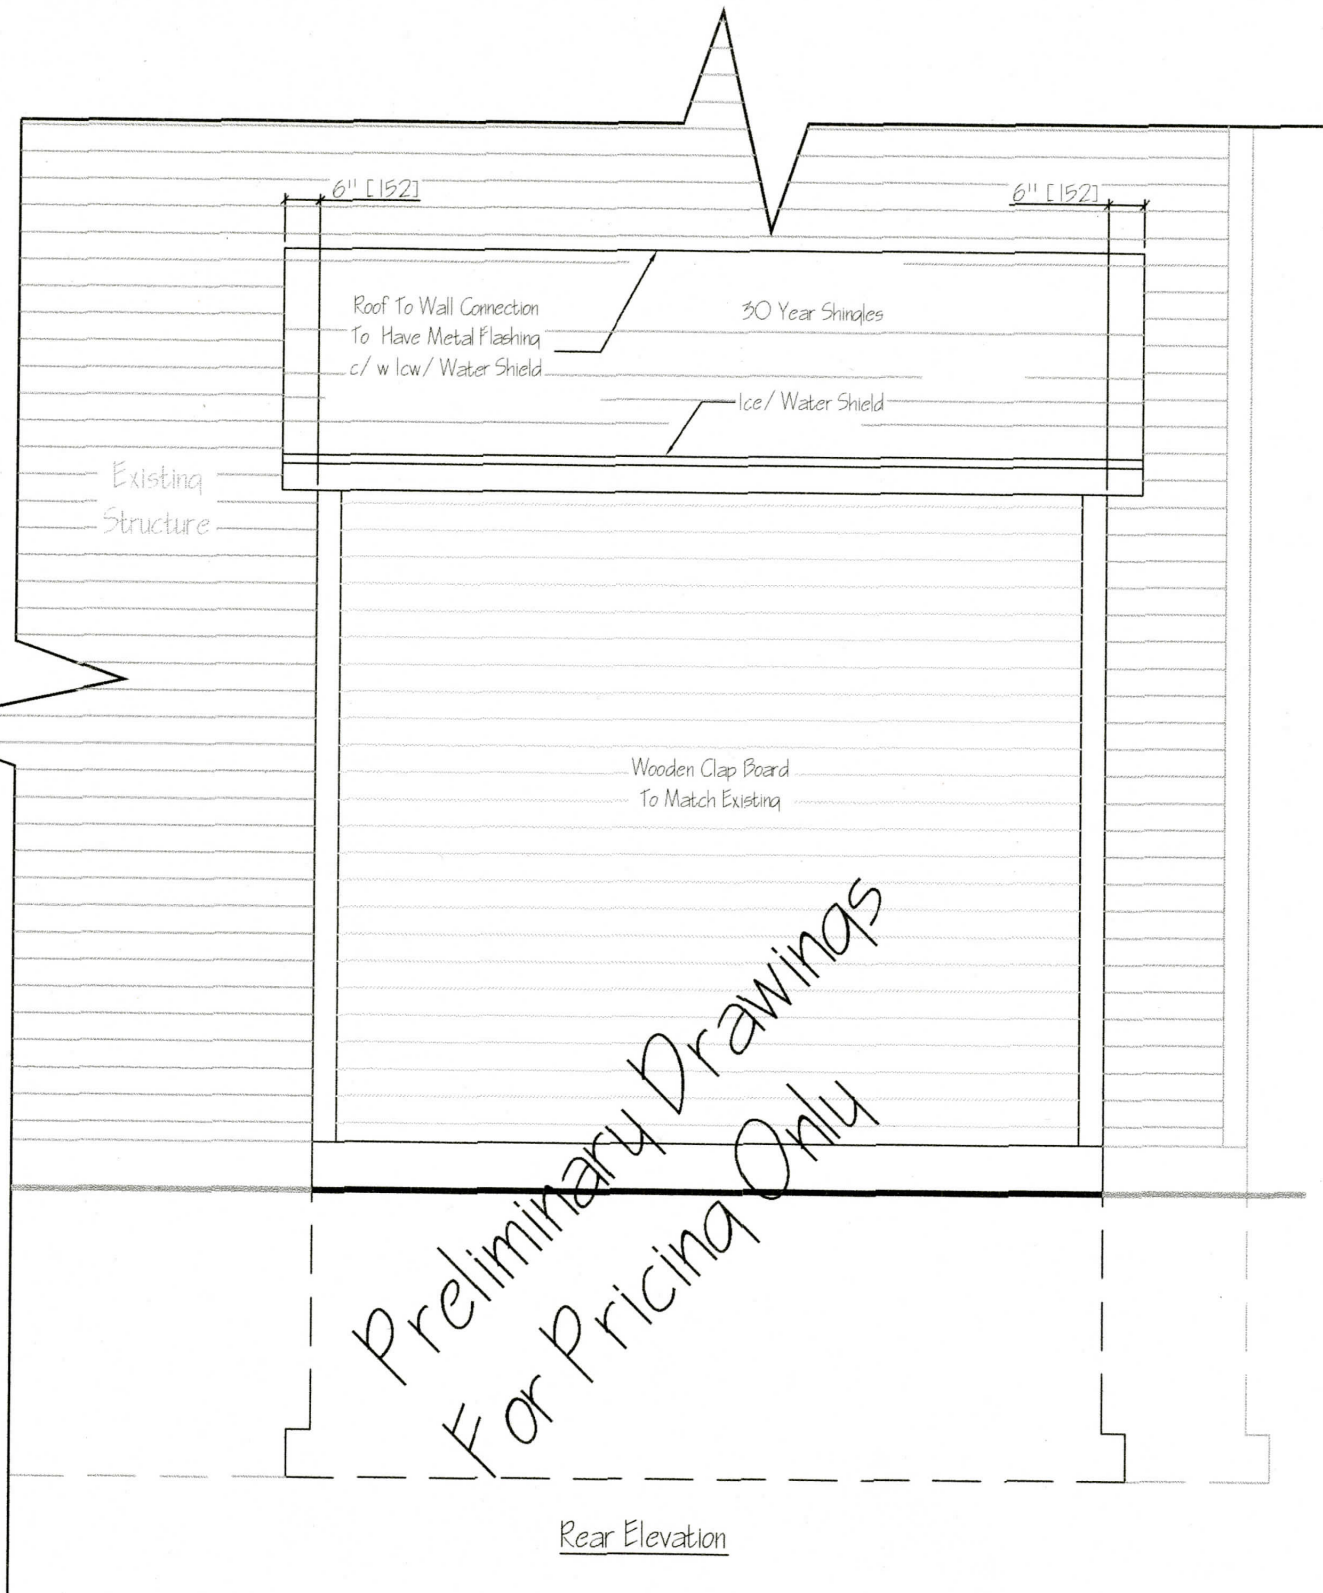 6" [152]
6" [152]
Roof To Wall Connection
To Have Metal Flashing
c/ w Icw/ Water Shield
30 Year Shingles
Ice/ Water Shield
Existing
Structure
Wooden Clap Board
To Match Existing
Preliminary Drawings
For Pricing Only
Rear Elevation